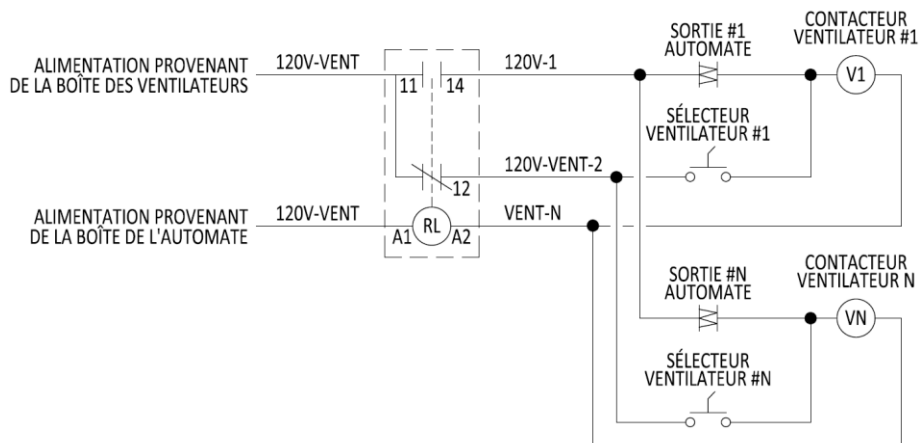 CONTACTEUR
VENTILATEUR #1
SORTIE #1
AUTOMATE
ALIMENTATION PROVENANT
DE LA BOÎTE DES VENTILATEURS
120V-VENT
11
14
120V-1
V1
SÉLECTEUR
VENTILATEUR #1
12
120V-VENT-2
ALIMENTATION PROVENANT
DE LA BOÎTE DE L'AUTOMATE
120V-VENT
A1
RL
A2
VENT-N
CONTACTEUR
VENTILATEUR N
SORTIE #N
AUTOMATE
VN
SÉLECTEUR
VENTILATEUR #N